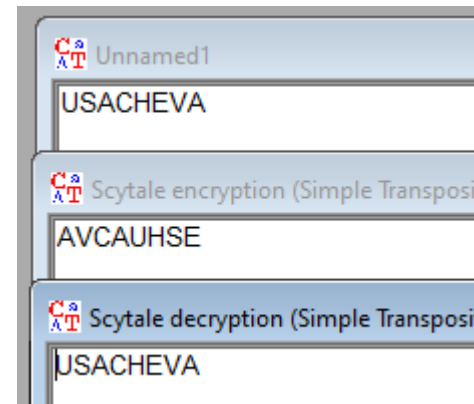 Unnamed1
USACHEVA
Scytale encryption (Simple Transposi
AVCAUHSE
Scytale decryption (Simple Transposi
USACHEVA